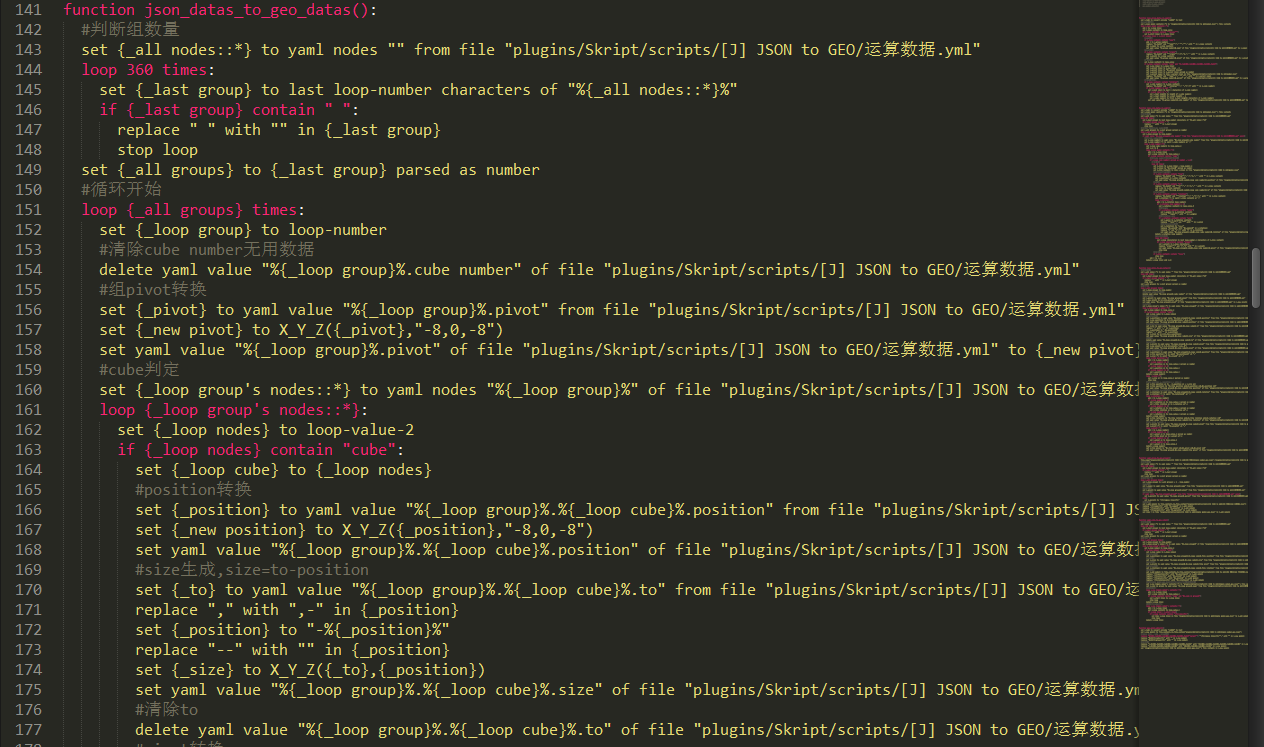 141 function json_datas_to_geo_datas():
142 #判断组数量
143 set {_all nodes::*} to yaml nodes "" from file "plugins/Skript/scripts/[J] JSON to GEO/运算数据.yml"
144 loop 360 times:
145 set {_last group} to last loop-number characters of "%{_all nodes::*}%"
146 if {_last group} contain " ":
147 replace " " with "" in {_last group}
148 stop loop
149 set {_all groups} to {_last group} parsed as number
150 #循环开始
151 loop {_all groups} times:
152 set {_loop group} to loop-number
153 #清除cube number无用数据
154 delete yaml value "%{_loop group}%.cube number" of file "plugins/Skript/scripts/[J] JSON to GEO/运算数据.yml"
155 #组pivot转换
156 set {_pivot} to yaml value "%{_loop group}%.pivot" from file "plugins/Skript/scripts/[J] JSON to GEO/运算数据.yml"
157 set {_new pivot} to X_Y_Z({_pivot},"-8,0,-8")
158 set yaml value "%{_loop group}%.pivot" of file "plugins/Skript/scripts/[J] JSON to GEO/运算数据.yml" to {_new pivot}
159 #cube判定
160 set {_loop group's nodes::*} to yaml nodes "%{_loop group}%" of file "plugins/Skript/scripts/[J] JSON to GEO/运算数
161 loop {_loop group's nodes::*}:
162 set {_loop nodes} to loop-value-2
163 if {_loop nodes} contain "cube":
164 set {_loop cube} to {_loop nodes}
165 #position转换
166 set {_position} to yaml value "%{_loop group}%.%{_loop cube}%.position" from file "plugins/Skript/scripts/[J] JS
167 set {_new position} to X_Y_Z({_position},"-8,0,-8")
168 set yaml value "%{_loop group}%.%{_loop cube}%.position" of file "plugins/Skript/scripts/[J] JSON to GEO/运算数
169 #size生成,size=to-position
170 set {_to} to yaml value "%{_loop group}%.%{_loop cube}%.to" from file "plugins/Skript/scripts/[J] JSON to GEO/运
171 replace "," with ",-" in {_position}
172 set {_position} to "-%{_position}%"
173 replace "--" with "" in {_position}
174 set {_size} to X_Y_Z({_to},{_position})
175 set yaml value "%{_loop group}%.%{_loop cube}%.size" of file "plugins/Skript/scripts/[J] JSON to GEO/运算数据.ym
176 #清除to
177 delete yaml value "%{_loop group}%.%{_loop cube}%.to" of file "plugins/Skript/scripts/[J] JSON to GEO/运算数据.y